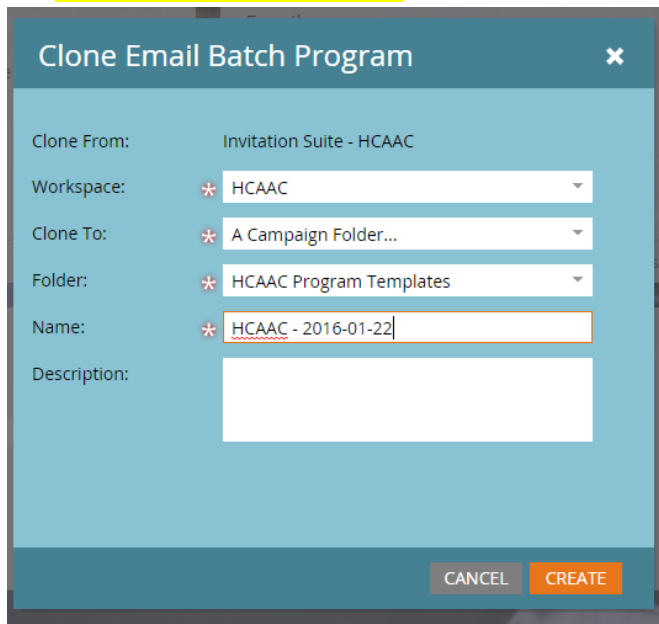 Clone Email Batch Program
Clone From: Invitation Suite - HCAAC
Workspace: HCAAC
Clone To: A Campaign Folder...
Folder: HCAAC Program Templates
Name: HCAAC - 2016-01-22
Description:
CANCEL CREATE